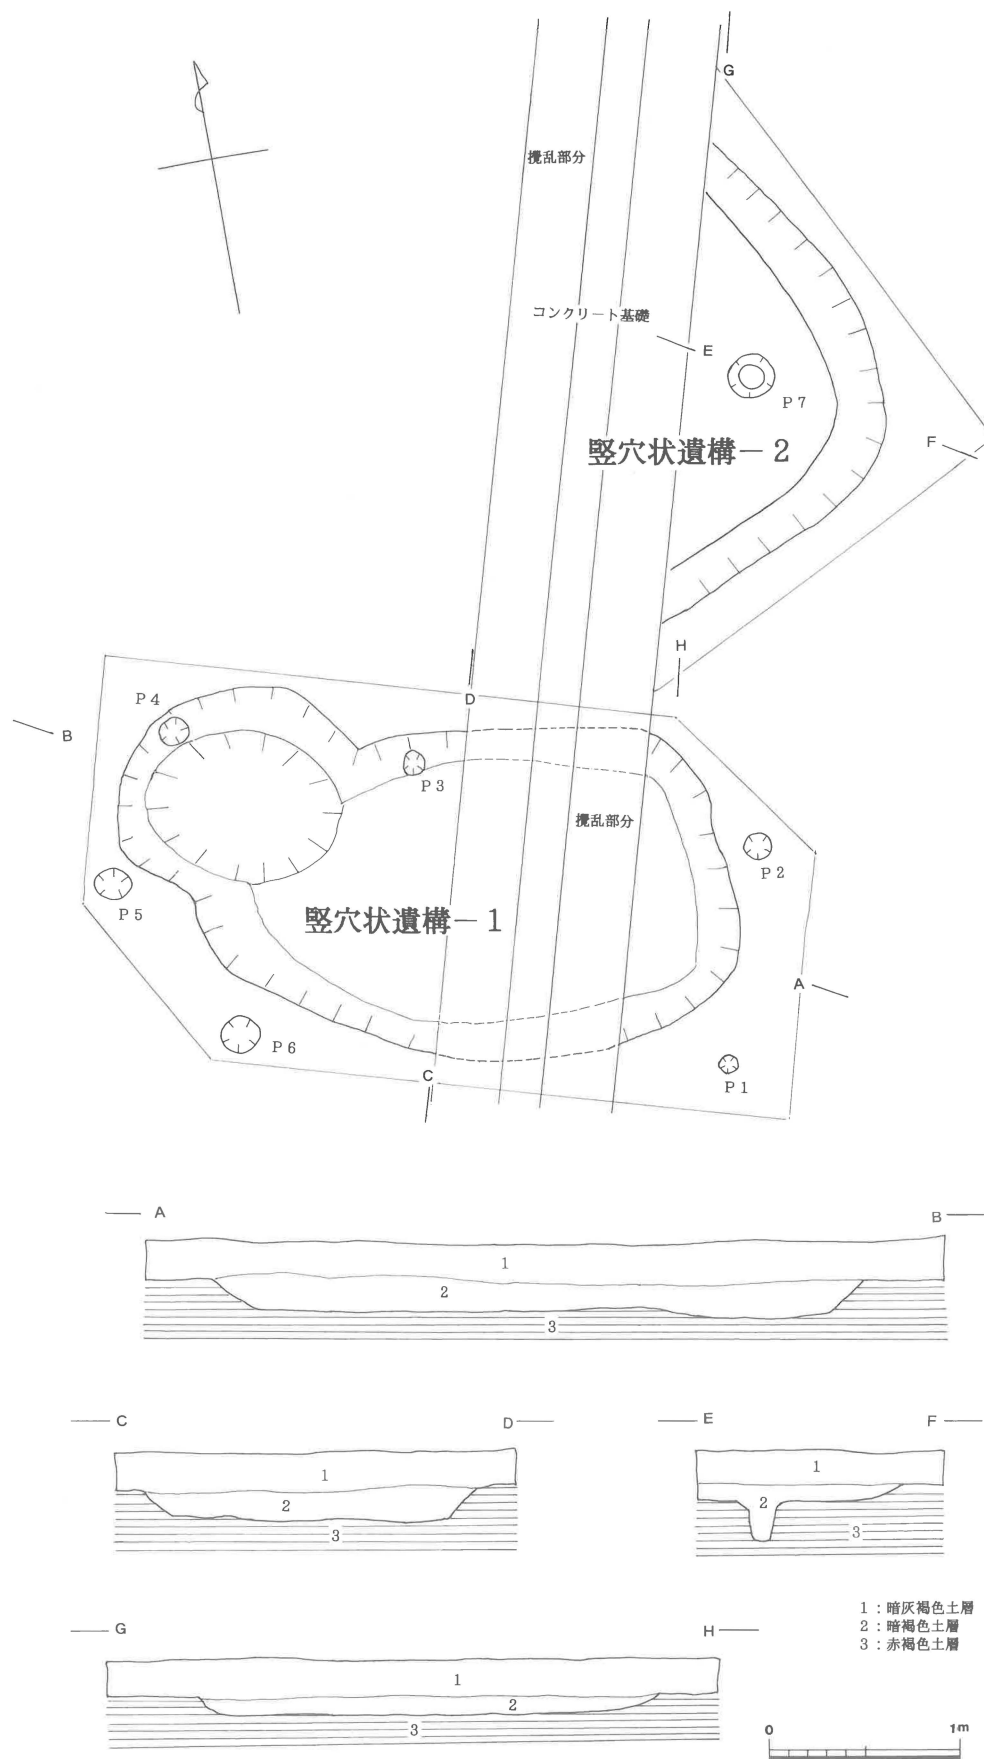 G
攪乱部分
コンクリート基礎
E
P7
F
竪穴状遺構－2
H
P4
D
B
P3
攪乱部分
P2
P5
竪穴状遺構－1
A
P6
C
P1
A
B
1
2
3
C
D
1
2
3
E
F
1
2
3
G
H
1
2
3
1：暗灰褐色土層
2：暗褐色土層
3：赤褐色土層
0
1m